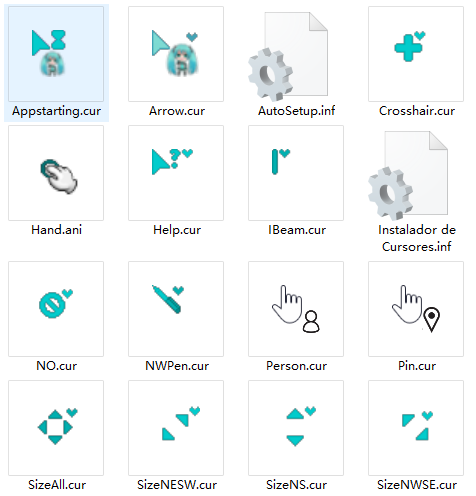 Appstarting.cur
Arrow.cur
AutoSetup.inf
Crosshair.cur
Hand.ani
Help.cur
IBeam.cur
Instalador de
Cursores.inf
NO.cur
NWPen.cur
Person.cur
Pin.cur
SizeAll.cur
SizeNESW.cur
SizeNS.cur
SizeNWSE.cur